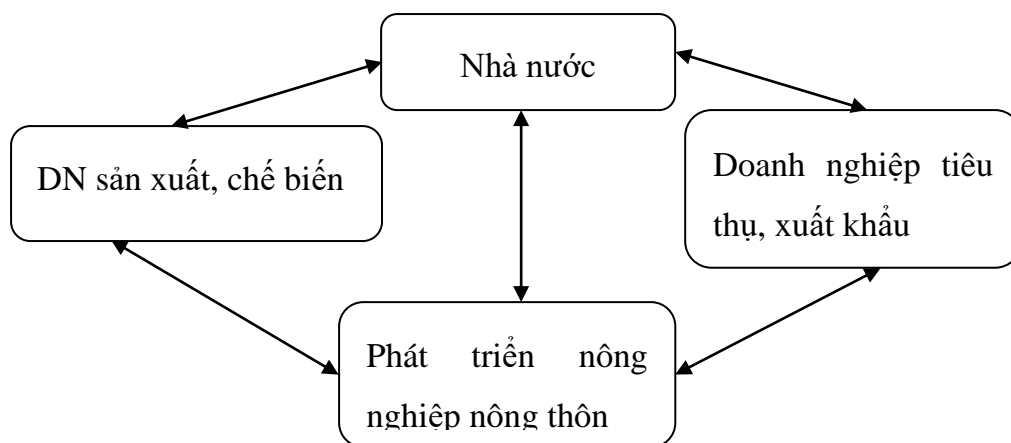 Nhà nước
DN sản xuất, chế biến
Doanh nghiệp tiêu
thụ, xuất khẩu
Phát triển nông
nghiệp nông thôn